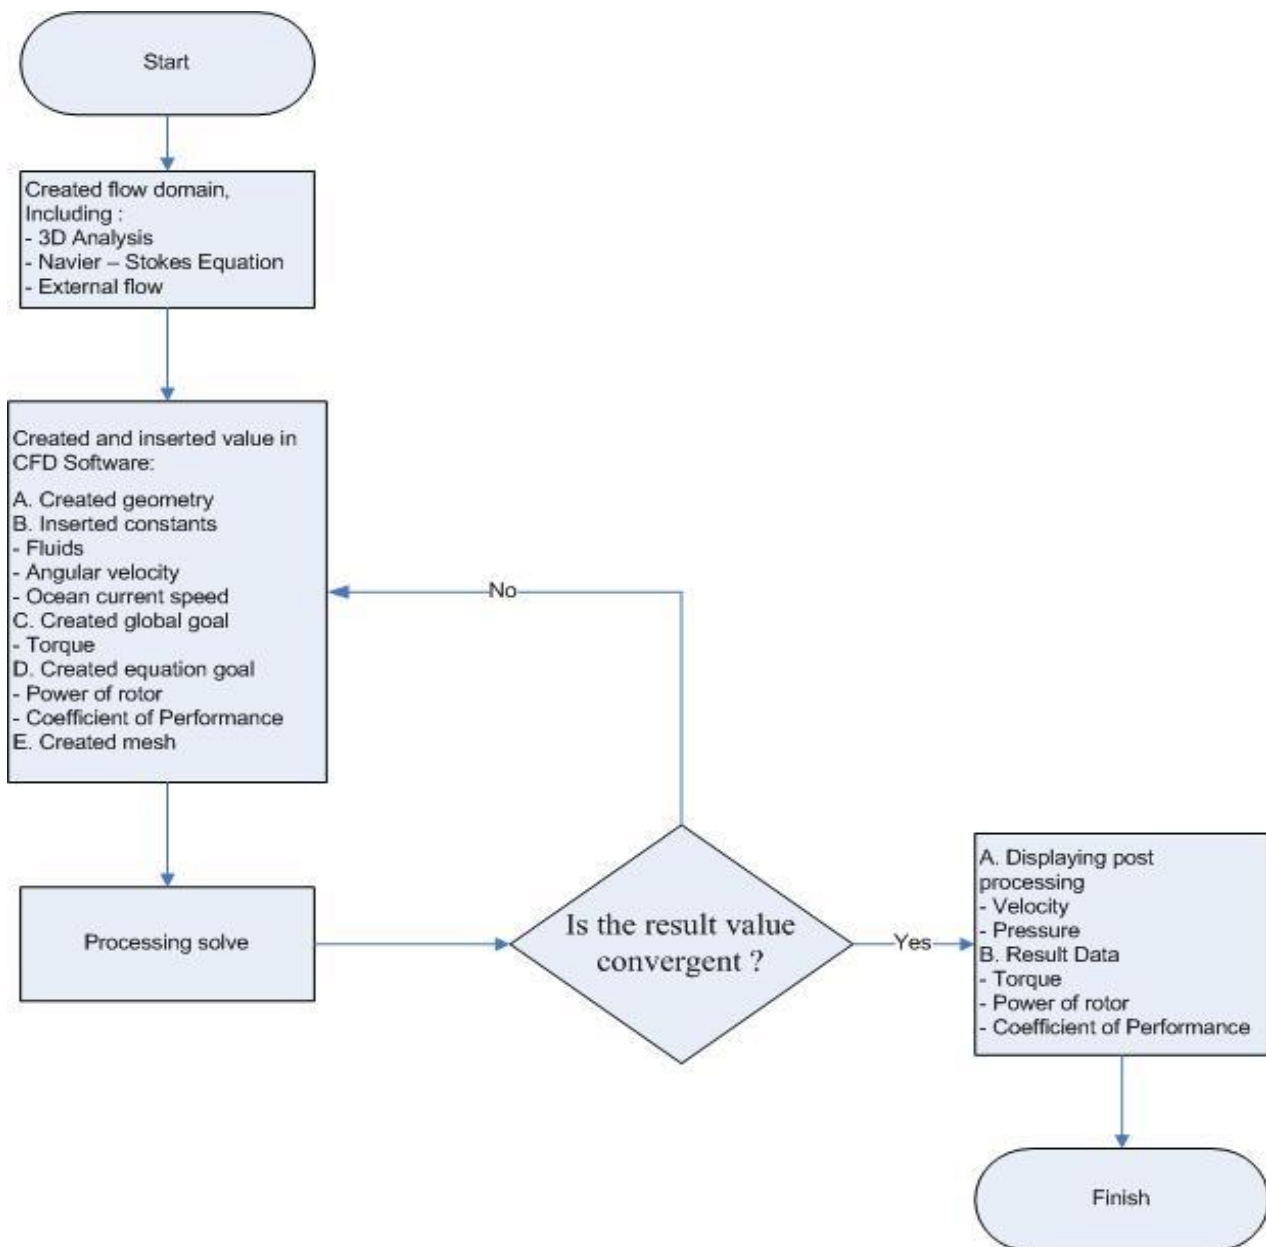 Start
Created flow domain,
Including :
- 3D Analysis
- Navier – Stokes Equation
- External flow
Created and inserted value in
CFD Software:
A. Created geometry
B. Inserted constants
- Fluids
- Angular velocity
- Ocean current speed
C. Created global goal
- Torque
D. Created equation goal
- Power of rotor
- Coefficient of Performance
E. Created mesh
No
Processing solve
Is the result value
convergent ?
Yes
A. Displaying post
processing
- Velocity
- Pressure
B. Result Data
- Torque
- Power of rotor
- Coefficient of Performance
Finish